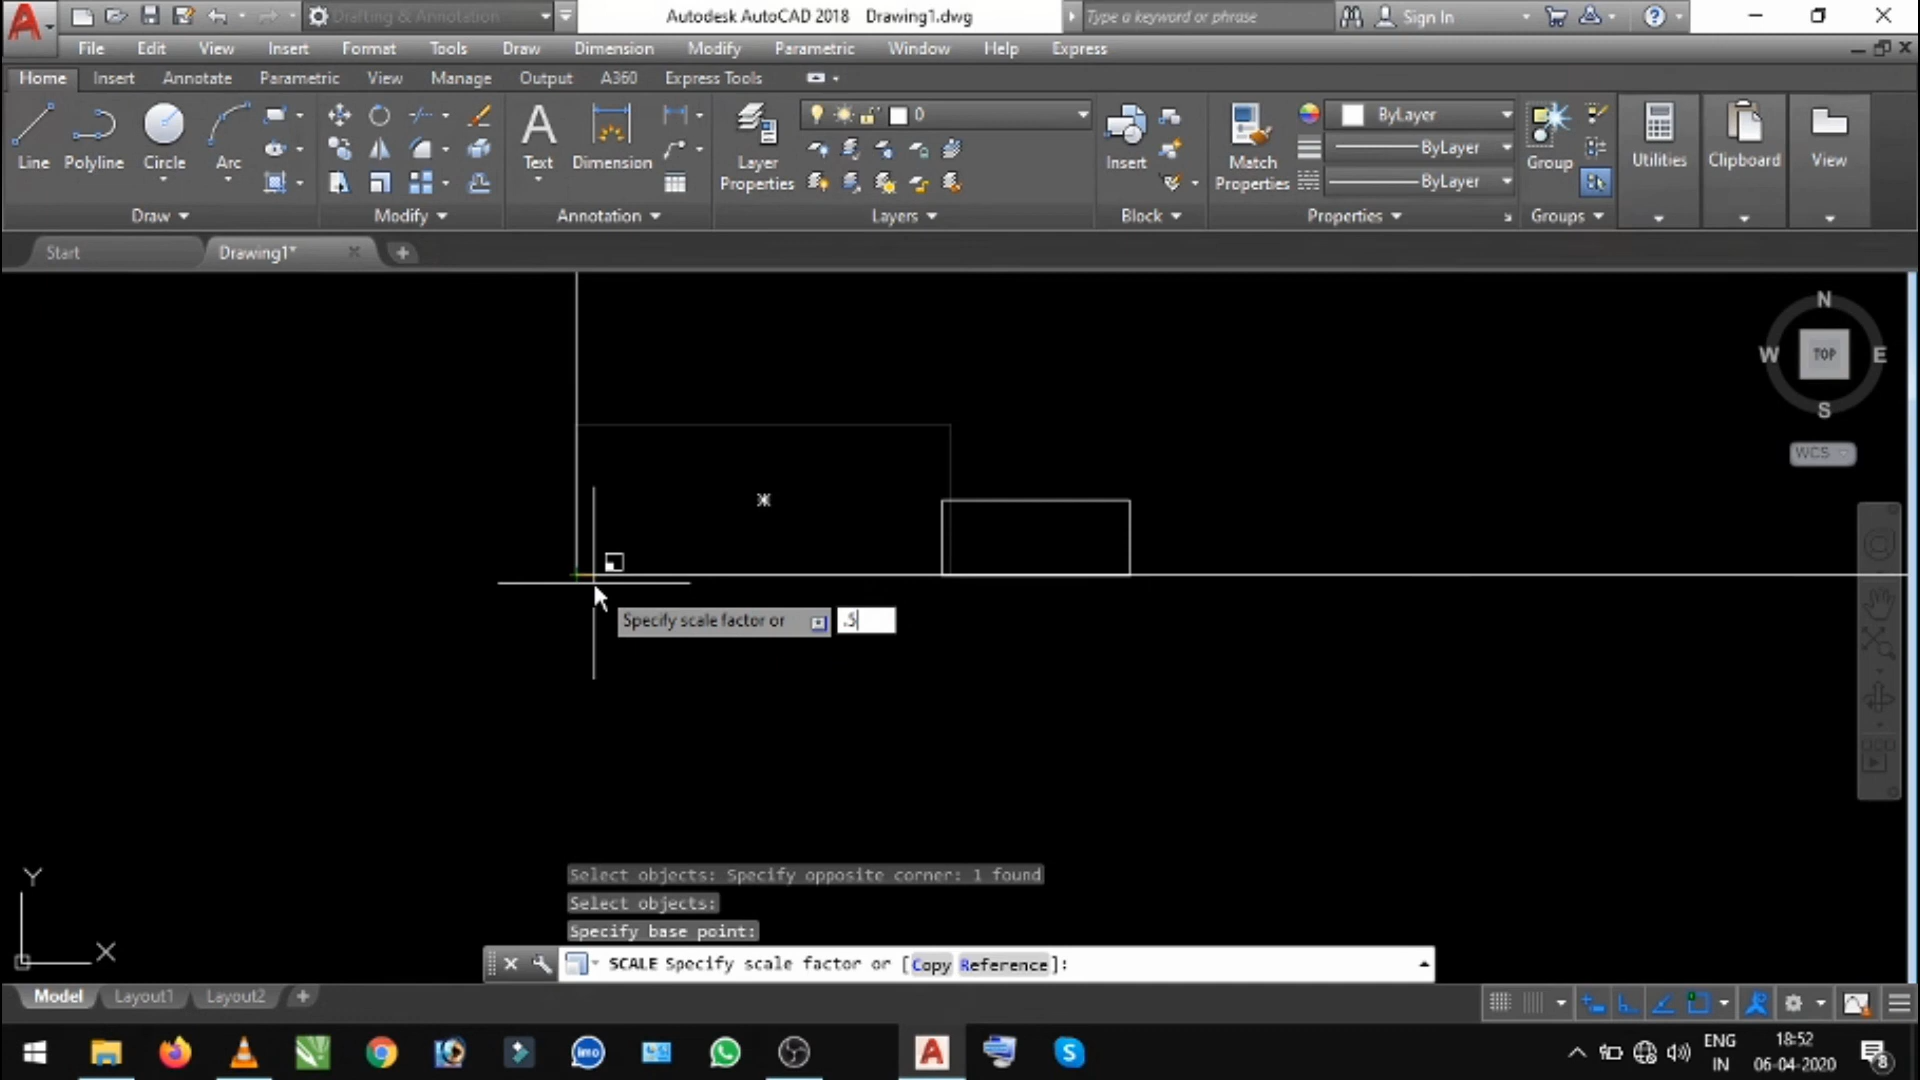 Drafting & Annotation
Autodesk AutoCAD 2018 Drawing1.dwg
Type a keyword or phrase
Sign In
File Edit View Insert Format Tools Draw Dimension Modify Parametric Window Help Express
Home Insert Annotate Parametric View Manage Output A360 Express Tools
0
ByLayer
ByLayer
ByLayer
Line Polyline Circle Arc Text Dimension Layer Properties Insert Match Properties Group Utilities Clipboard View
Draw Modify Annotation Layers Block Properties Groups
Start Drawing1*
N
W TOP E
S
WCS
Specify scale factor or .5
Y
X
Select objects: Specify opposite corner: 1 found
Select objects:
Specify base point:
SCALE Specify scale factor or [Copy Reference]:
Model Layout1 Layout2
imo
ENG
IN
18:52
06-04-2020
8